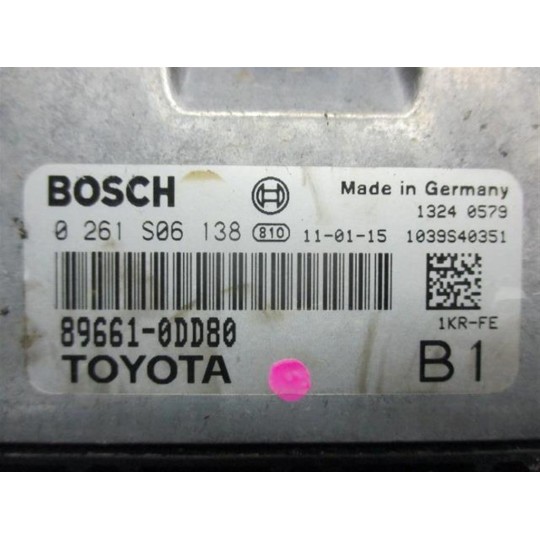 BOSCH Made in Germany
1324 0579
0 261 S06 138 810 11-01-15 1039S40351
89661-0DD80 1KR-FE
TOYOTA B1